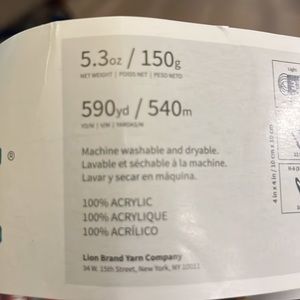 5.3oz / 150g
NET WEIGHT | POIDS NET | PESO NETO
590yd / 540m
Machine washable and dryable.
Lavable et séchable à la machine.
Lavar y secar en máquina.
100% ACRYLIC
100% ACRYLIQUE
100% ACRÍLICO
Lion Brand Yarn Company
34 W. 15th Street, New York, NY 10011
®
Light
4 in x 4 in / 10 cm x 10 cm